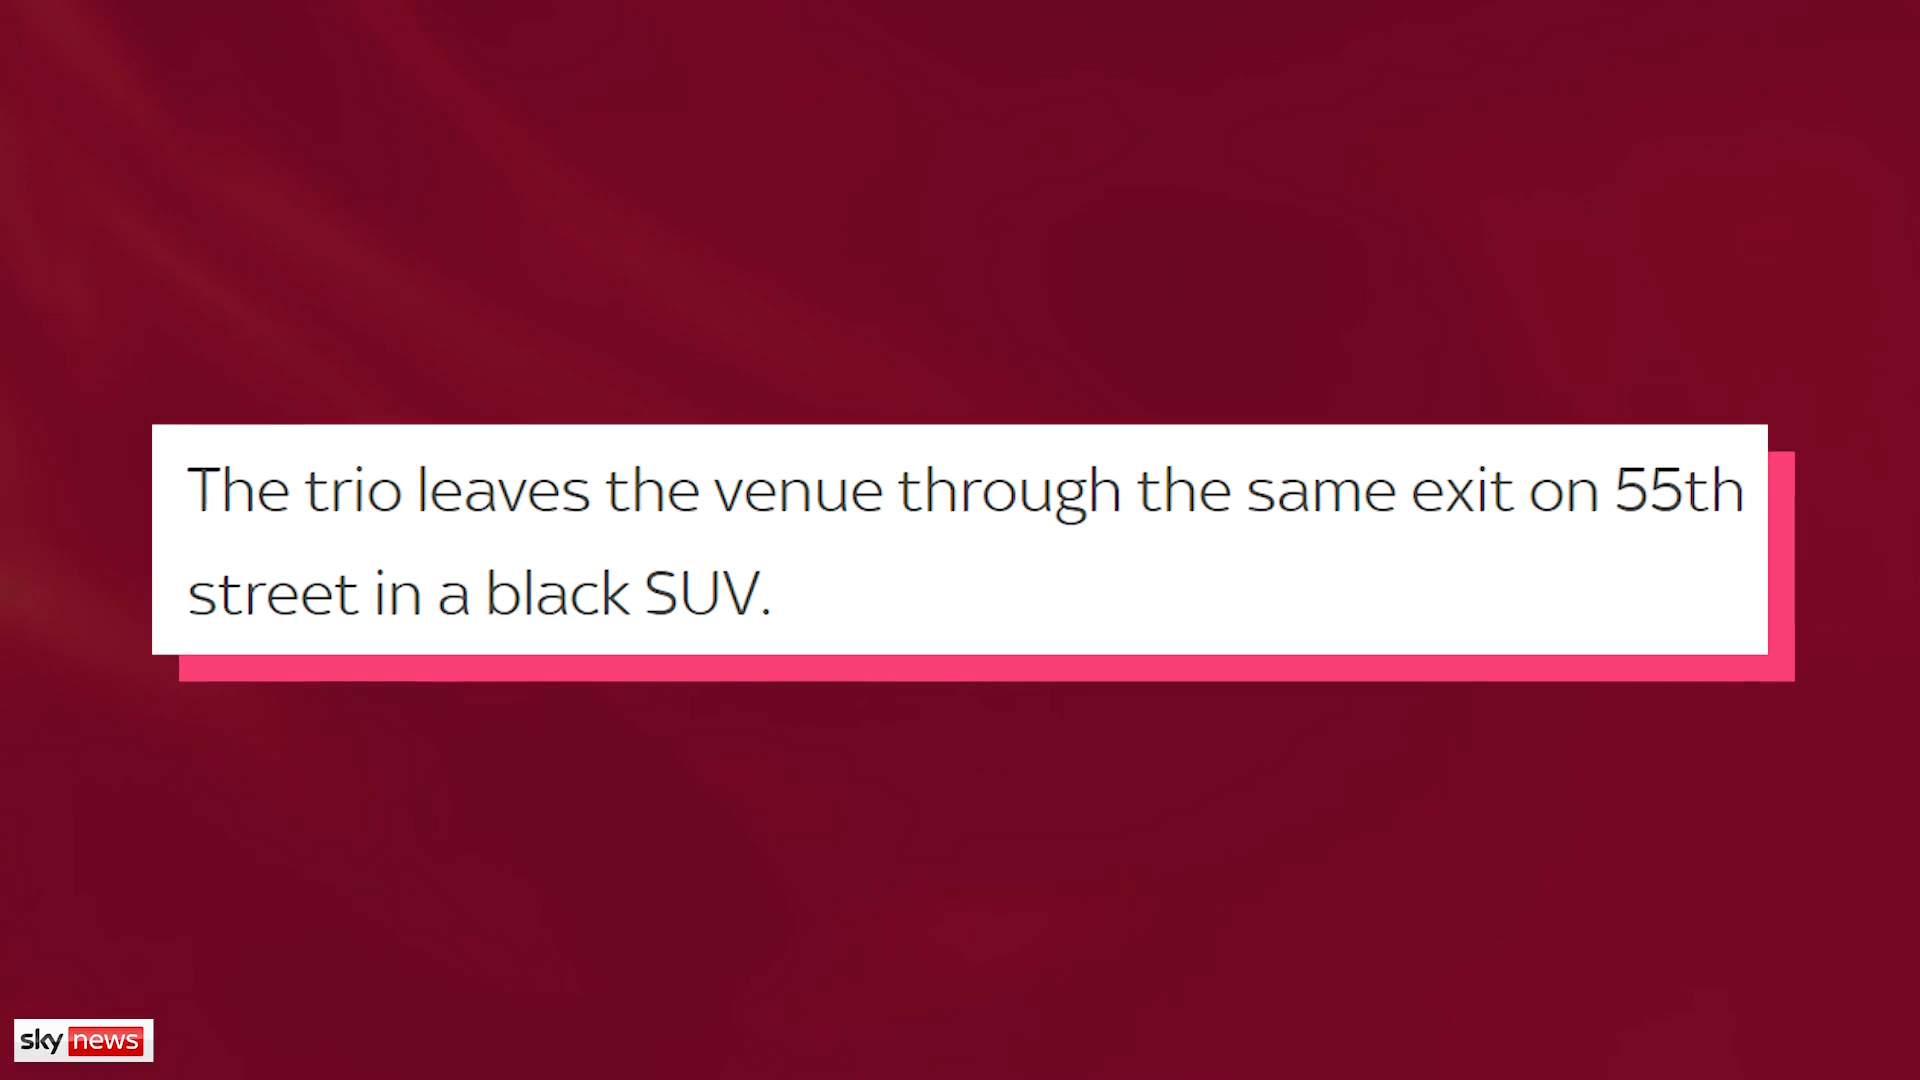 The trio leaves the venue through the same exit on 55th
street in a black SUV.
sky news